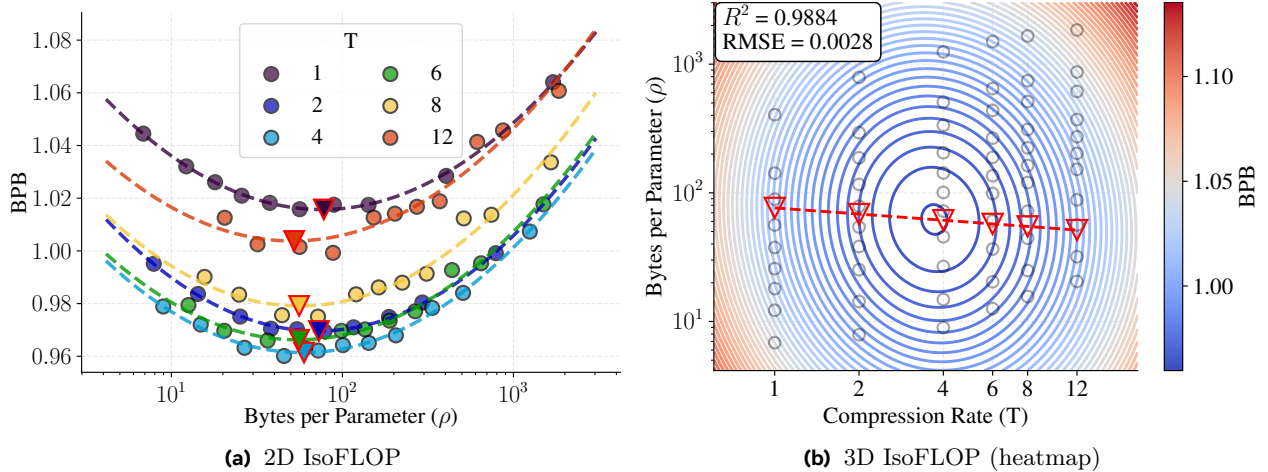 1.08
1.06
1.04
1.02
1.00
0.98
0.96
BPB
T
1 6
2 8
4 12
10¹ 10² 10³
Bytes per Parameter (ρ)
(a) 2D IsoFLOP
R² = 0.9884
RMSE = 0.0028
10³
10²
10¹
Bytes per Parameter (ρ)
1 2 4 6 8 12
Compression Rate (T)
1.10
1.05
1.00
BPB
(b) 3D IsoFLOP (heatmap)